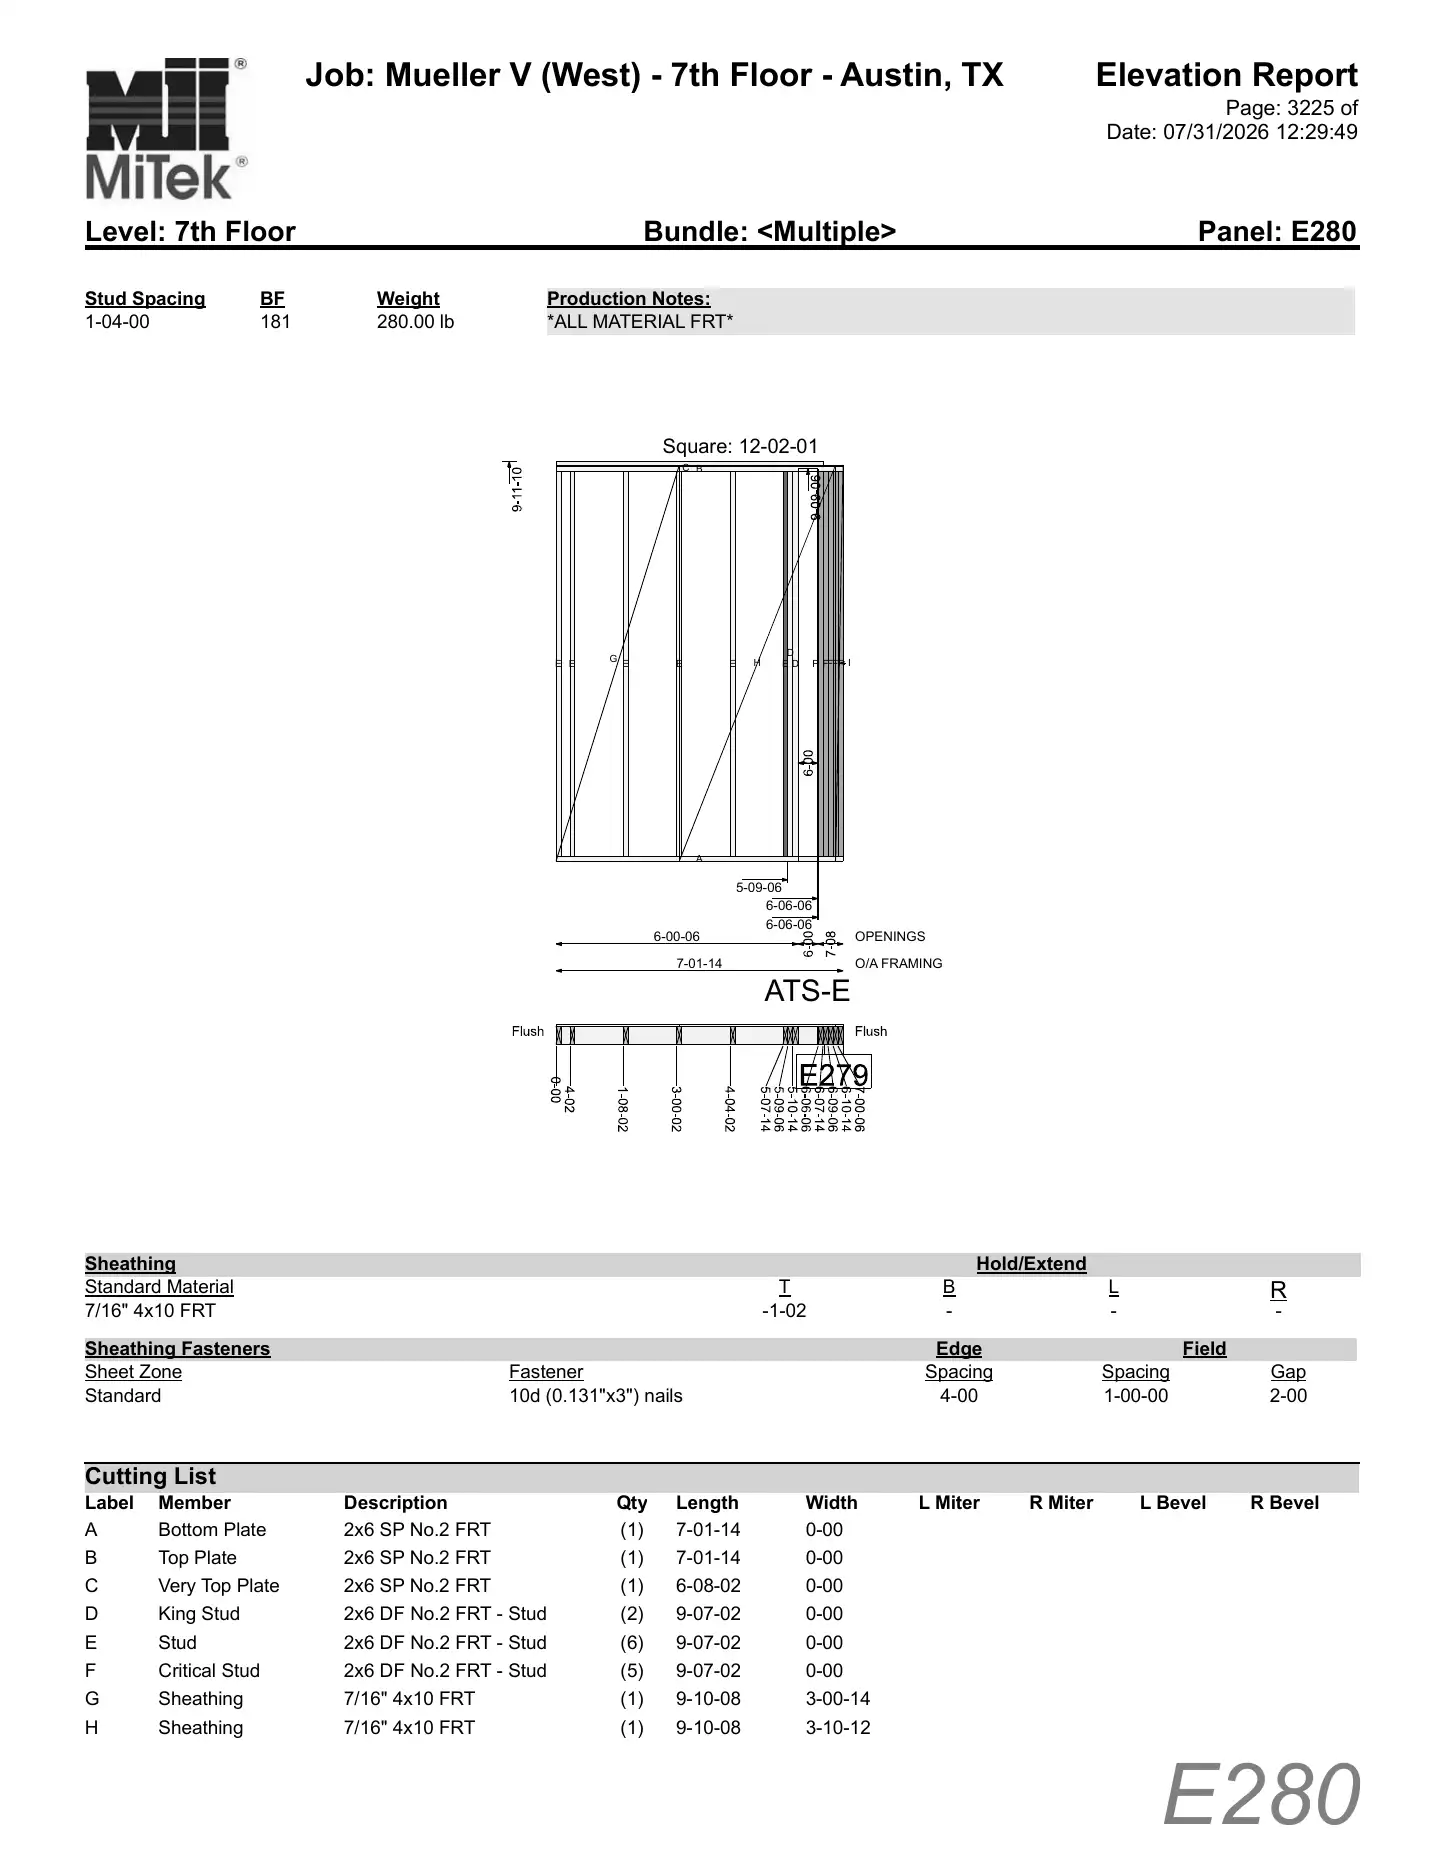 Job: Mueller V (West) - 7th Floor - Austin, TX
Elevation Report
Page: 3225 of
Date: 07/31/2026 12:29:49
MiTek®
Level: 7th Floor Bundle: <Multiple> Panel: E280
Stud Spacing BF Weight Production Notes:
1-04-00 181 280.00 lb *ALL MATERIAL FRT*
Square: 12-02-01
C B
9-11-01
9-09-06
D
G
E E E E E H E D F I
6-00
A
5-09-06
6-06-06
6-06-06
6-00-06 6-00 7-08 OPENINGS
7-01-14 O/A FRAMING
ATS-E
Flush Flush
E279
0-00 4-02 1-08-02 3-00-02 4-04-02 5-07-14 5-09-06 5-10-14 6-06-06 6-07-14 6-09-06 6-10-14 7-00-06
Sheathing Hold/Extend
Standard Material T B L R
7/16" 4x10 FRT -1-02 - - -
Sheathing Fasteners Edge Field
Sheet Zone Fastener Spacing Spacing Gap
Standard 10d (0.131"x3") nails 4-00 1-00-00 2-00
Cutting List
Label Member Description Qty Length Width L Miter R Miter L Bevel R Bevel
A Bottom Plate 2x6 SP No.2 FRT (1) 7-01-14 0-00
B Top Plate 2x6 SP No.2 FRT (1) 7-01-14 0-00
C Very Top Plate 2x6 SP No.2 FRT (1) 6-08-02 0-00
D King Stud 2x6 DF No.2 FRT - Stud (2) 9-07-02 0-00
E Stud 2x6 DF No.2 FRT - Stud (6) 9-07-02 0-00
F Critical Stud 2x6 DF No.2 FRT - Stud (5) 9-07-02 0-00
G Sheathing 7/16" 4x10 FRT (1) 9-10-08 3-00-14
H Sheathing 7/16" 4x10 FRT (1) 9-10-08 3-10-12
E280